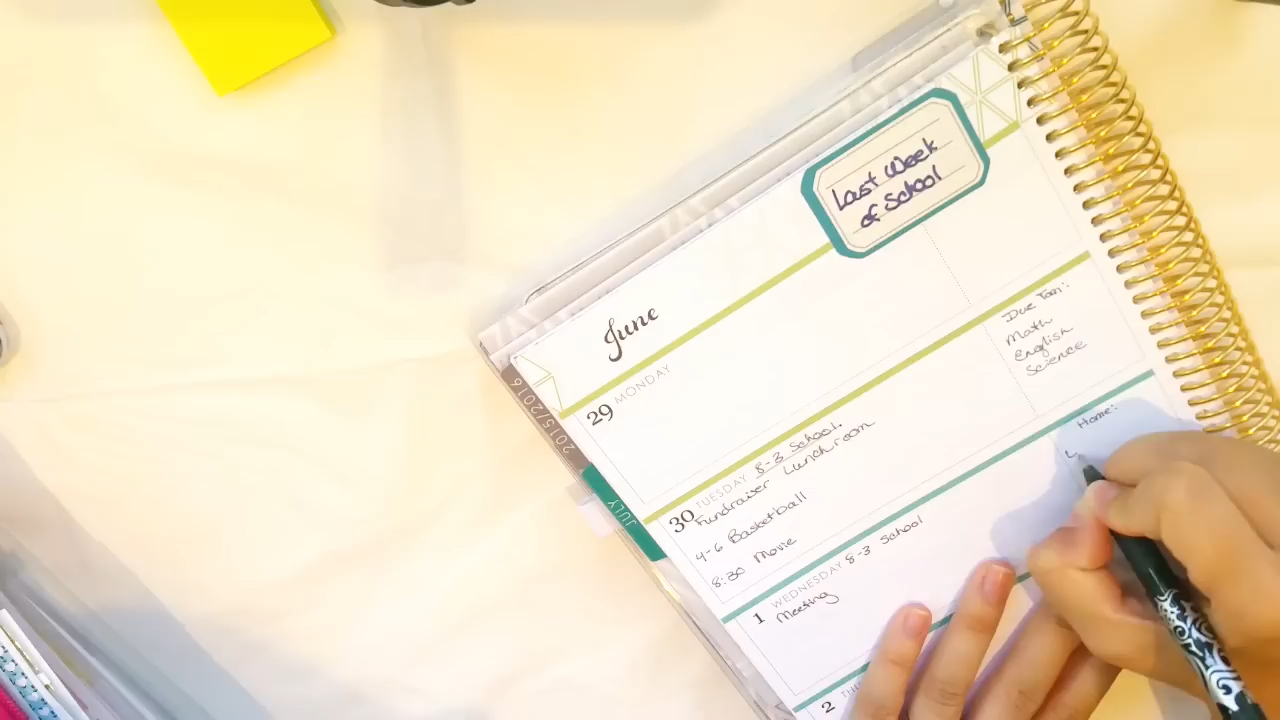 Last Week
of School
June
2015/2016
29 MONDAY
JULY
30 TUESDAY 8-3 School.
Fundraiser Lunchroom
4-6 Basketball
8:30 Movie
Due Tom:
Math
English
Science
1 WEDNESDAY 8-3 School
Meeting
Home:
2 TH